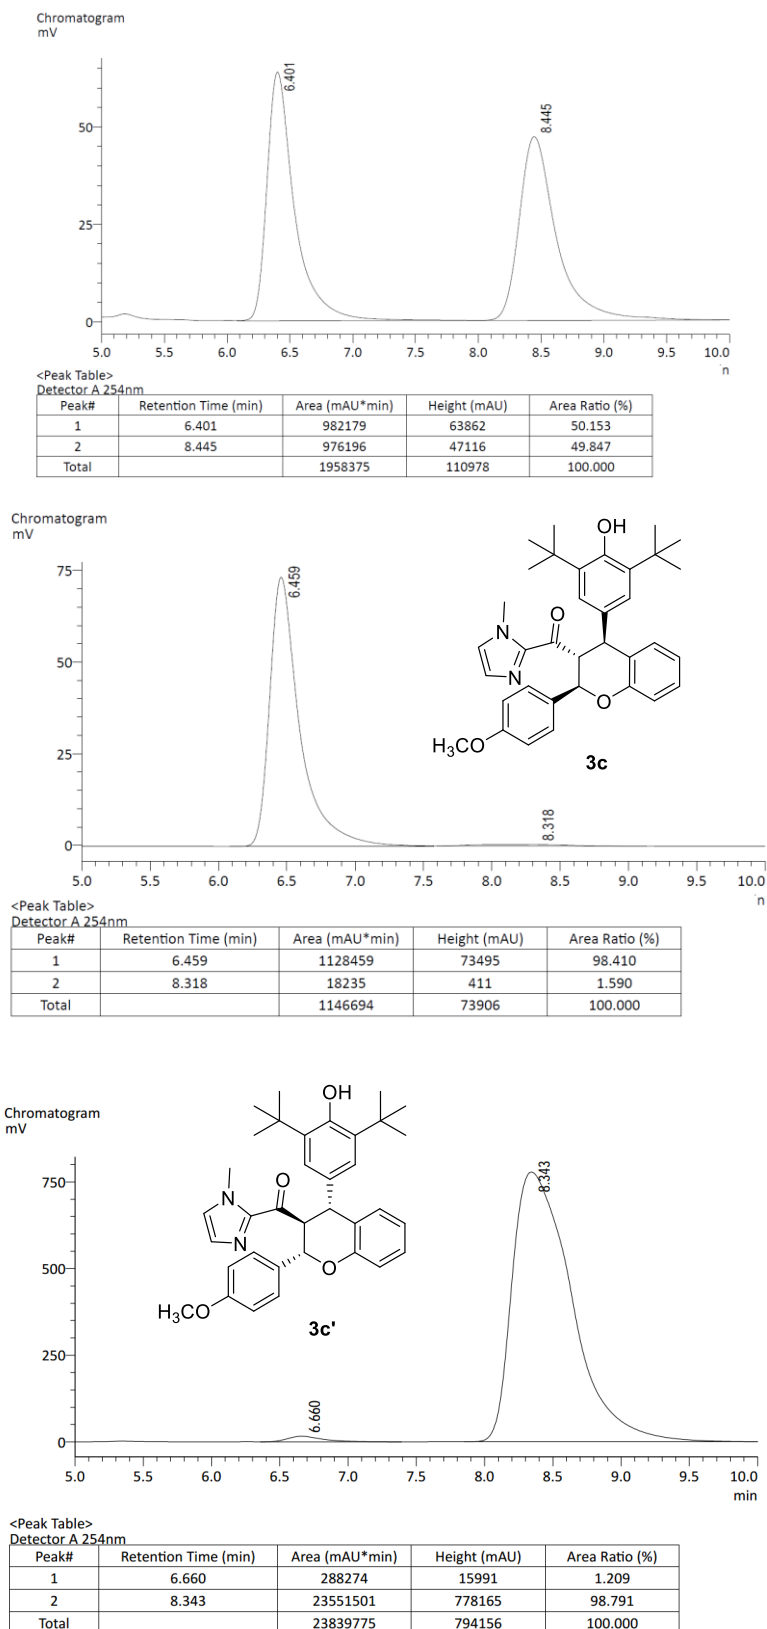 Chromatogram
mV
6.401
8.445
50
25
0
5.0 5.5 6.0 6.5 7.0 7.5 8.0 8.5 9.0 9.5 10.0
n
<Peak Table>
Detector A 254nm
Peak# Retention Time (min) Area (mAU*min) Height (mAU) Area Ratio (%)
1 6.401 982179 63862 50.153
2 8.445 976196 47116 49.847
Total 1958375 110978 100.000
Chromatogram
mV
75
50
25
0
6.459
8.318
OH
O
N
N
O
H3CO
3c
5.0 5.5 6.0 6.5 7.0 7.5 8.0 8.5 9.0 9.5 10.0
n
<Peak Table>
Detector A 254nm
Peak# Retention Time (min) Area (mAU*min) Height (mAU) Area Ratio (%)
1 6.459 1128459 73495 98.410
2 8.318 18235 411 1.590
Total 1146694 73906 100.000
Chromatogram
mV
OH
O
N
N
O
H3CO
3c'
750
500
250
0
6.660
8.343
5.0 5.5 6.0 6.5 7.0 7.5 8.0 8.5 9.0 9.5 10.0
min
<Peak Table>
Detector A 254nm
Peak# Retention Time (min) Area (mAU*min) Height (mAU) Area Ratio (%)
1 6.660 288274 15991 1.209
2 8.343 23551501 778165 98.791
Total 23839775 794156 100.000